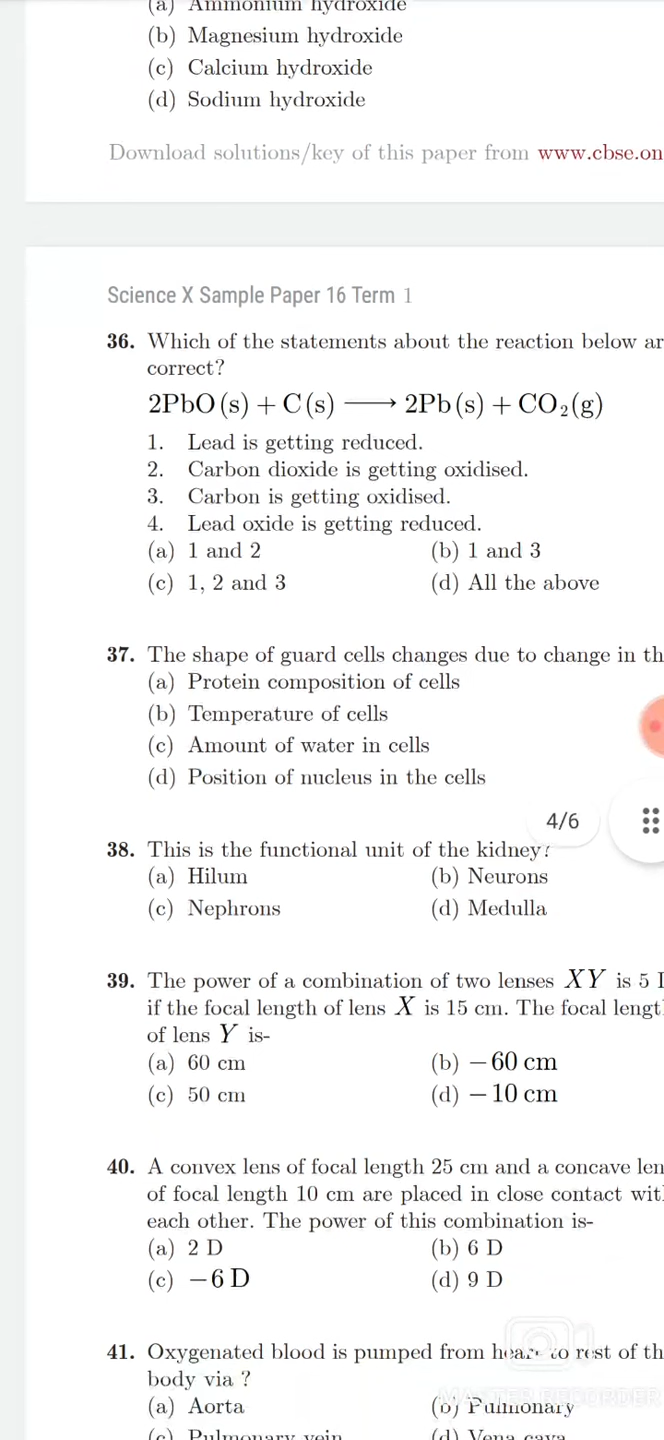 (a) Ammonium hydroxide
(b) Magnesium hydroxide
(c) Calcium hydroxide
(d) Sodium hydroxide
Download solutions/key of this paper from www.cbse.on
Science X Sample Paper 16 Term 1
36. Which of the statements about the reaction below ar
correct?
2PbO(s) + C(s) ⟶ 2Pb(s) + CO₂(g)
1. Lead is getting reduced.
2. Carbon dioxide is getting oxidised.
3. Carbon is getting oxidised.
4. Lead oxide is getting reduced.
(a) 1 and 2 (b) 1 and 3
(c) 1, 2 and 3 (d) All the above
37. The shape of guard cells changes due to change in th
(a) Protein composition of cells
(b) Temperature of cells
(c) Amount of water in cells
(d) Position of nucleus in the cells
4/6
38. This is the functional unit of the kidney?
(a) Hilum (b) Neurons
(c) Nephrons (d) Medulla
39. The power of a combination of two lenses XY is 5
if the focal length of lens X is 15 cm. The focal lengt
of lens Y is-
(a) 60 cm (b) −60 cm
(c) 50 cm (d) −10 cm
40. A convex lens of focal length 25 cm and a concave len
of focal length 10 cm are placed in close contact wit
each other. The power of this combination is-
(a) 2 D (b) 6 D
(c) −6 D (d) 9 D
41. Oxygenated blood is pumped from heart to rest of th
body via ?
(a) Aorta (b) Pulmonary
(c) Pulmonary vein (d) Vena cava
MASTER RECORDER